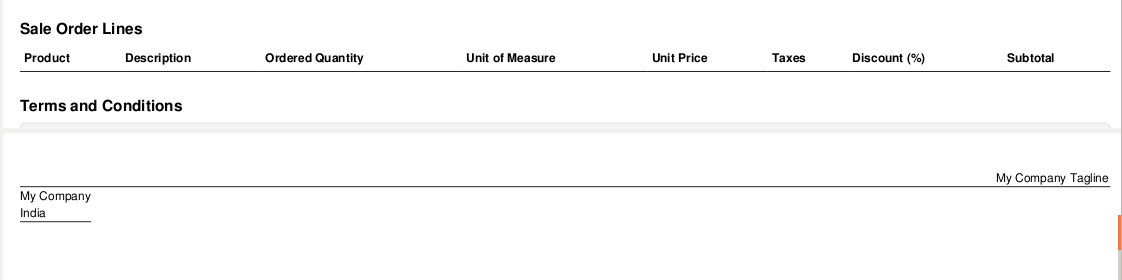 Sale Order Lines
Product Description Ordered Quantity Unit of Measure Unit Price Taxes Discount (%) Subtotal
Terms and Conditions
My Company Tagline
My Company
India